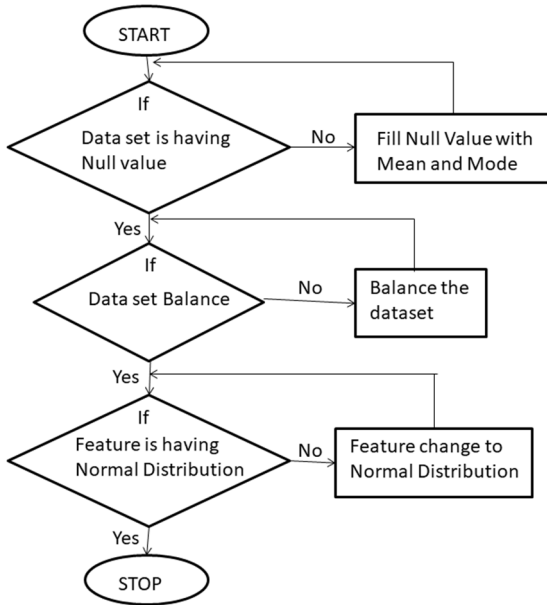 START
If
Data set is having
Null value
No
Fill Null Value with
Mean and Mode
Yes
If
Data set Balance
No
Balance the
dataset
Yes
If
Feature is having
Normal Distribution
No
Feature change to
Normal Distribution
Yes
STOP